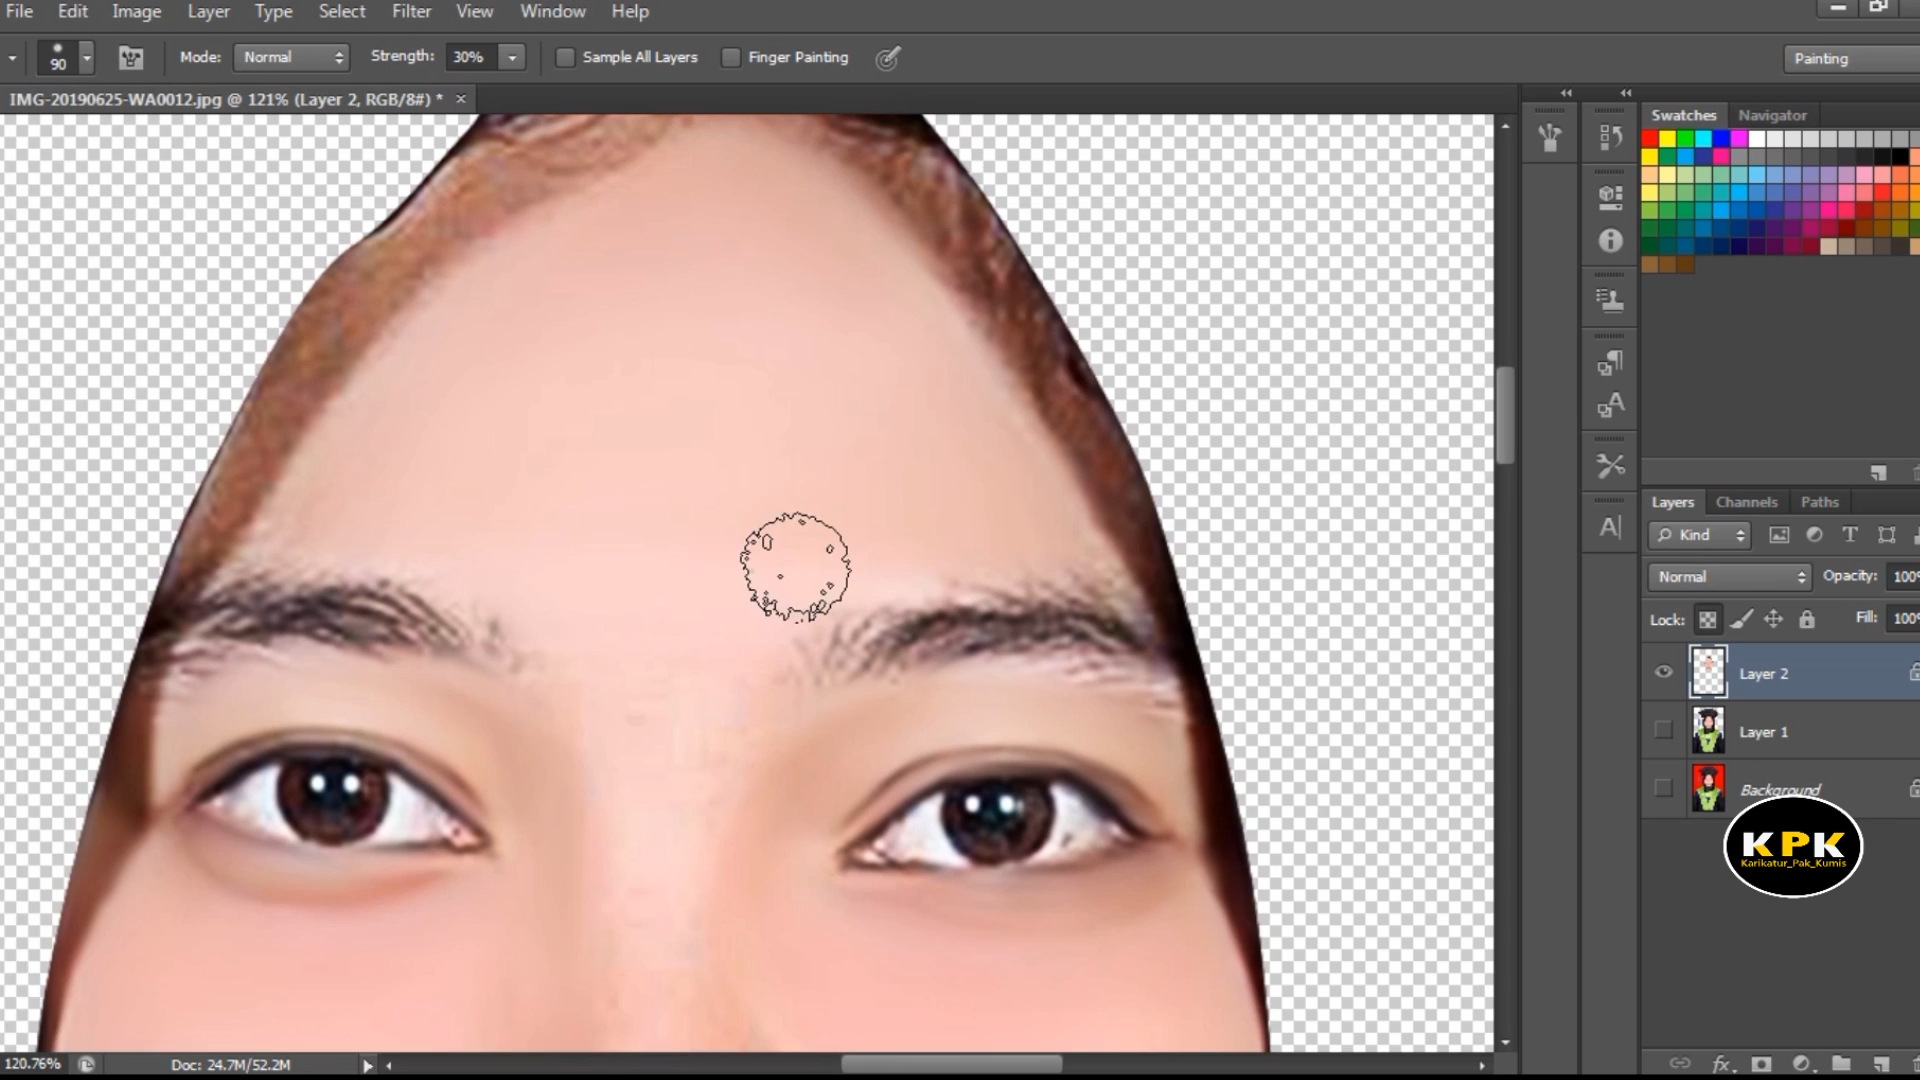 File Edit Image Layer Type Select Filter View Window Help
90 Mode: Normal Strength: 30% Sample All Layers Finger Painting Painting
IMG-20190625-WA0012.jpg @ 121% (Layer 2, RGB/8#) * ×
Swatches Navigator
Layers Channels Paths
Kind
Normal Opacity: 100%
Lock: Fill: 100%
Layer 2
Layer 1
Background
KPK
Karikatur_Pak_Kumis
120.76% Doc: 24.7M/52.2M